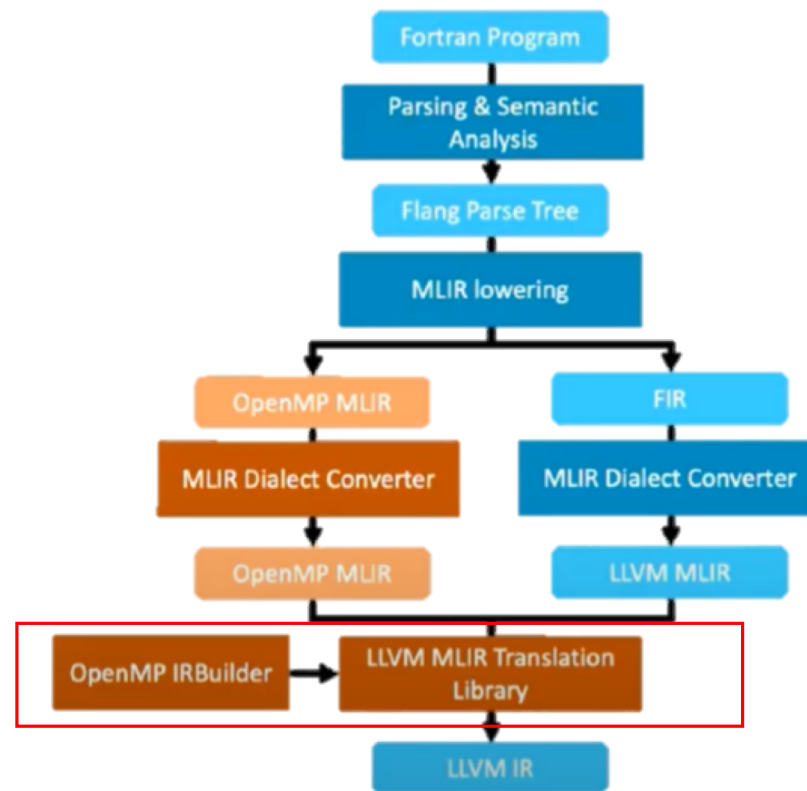 Fortran Program
Parsing & Semantic
Analysis
Flang Parse Tree
MLIR lowering
OpenMP MLIR
FIR
MLIR Dialect Converter
MLIR Dialect Converter
OpenMP MLIR
LLVM MLIR
OpenMP IRBuilder
LLVM MLIR Translation
Library
LLVM IR